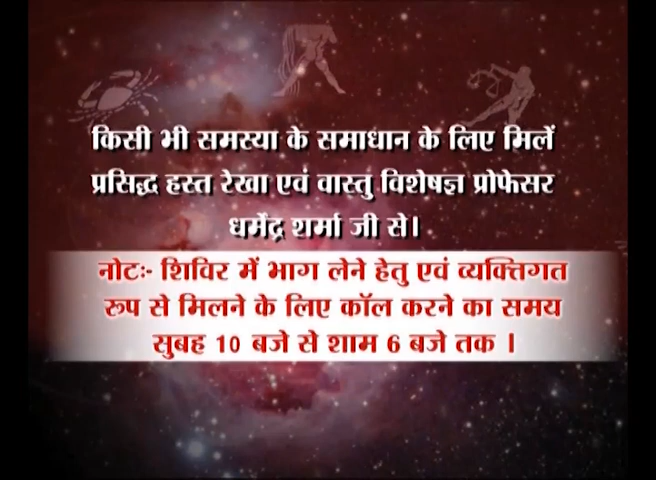 किसी भी समस्या के समाधान के लिए मिलें
प्रसिद्ध हस्त रेखा एवं वास्तु विशेषज्ञ प्रोफेसर
धर्मेंद्र शर्मा जी से।
नोटः- शिविर में भाग लेने हेतु एवं व्यक्तिगत
रूप से मिलने के लिए कॉल करने का समय
सुबह 10 बजे से शाम 6 बजे तक ।